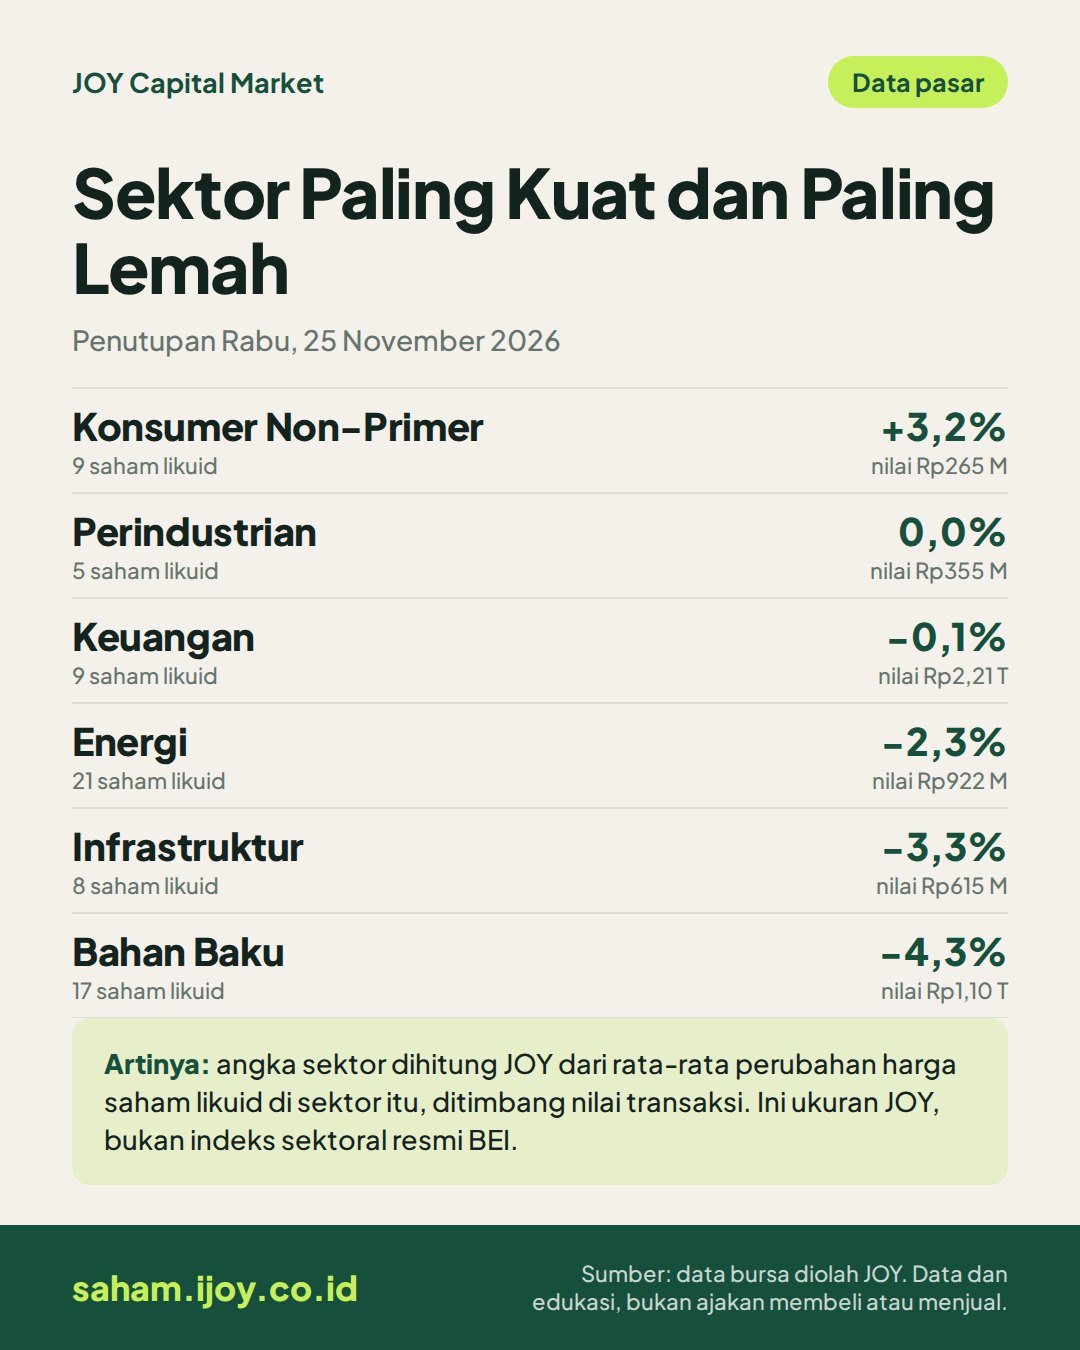 JOY Capital Market
Data pasar
Sektor Paling Kuat dan Paling
Lemah
Penutupan Rabu, 25 November 2026
Konsumer Non-Primer
+3,2%
9 saham likuid
nilai Rp265 M
Perindustrian
0,0%
5 saham likuid
nilai Rp355 M
Keuangan
-0,1%
9 saham likuid
nilai Rp2,21 T
Energi
-2,3%
21 saham likuid
nilai Rp922 M
Infrastruktur
-3,3%
8 saham likuid
nilai Rp615 M
Bahan Baku
-4,3%
17 saham likuid
nilai Rp1,10 T
Artinya: angka sektor dihitung JOY dari rata-rata perubahan harga
saham likuid di sektor itu, ditimbang nilai transaksi. Ini ukuran JOY,
bukan indeks sektoral resmi BEI.
saham.ijoy.co.id
Sumber: data bursa diolah JOY. Data dan
edukasi, bukan ajakan membeli atau menjual.